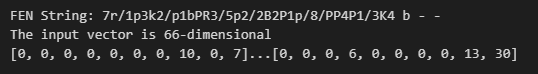 FEN String: 7r/1p3k2/p1bPR3/5p2/2B2P1p/8/PP4P1/3K4 b - -
The input vector is 66-dimensional
[0, 0, 0, 0, 0, 0, 0, 10, 0, 7]...[0, 0, 0, 6, 0, 0, 0, 0, 13, 30]